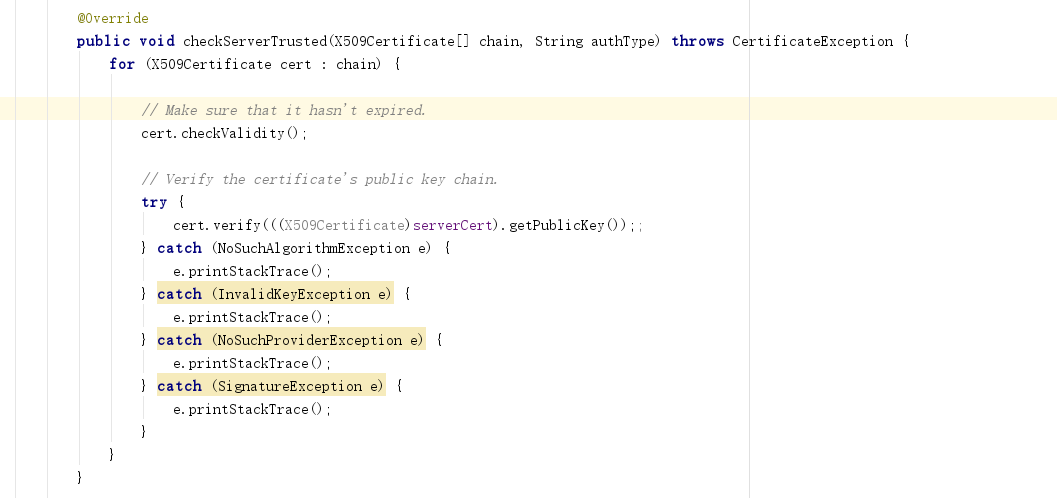 @Override
public void checkServerTrusted(X509Certificate[] chain, String authType) throws CertificateException {
for (X509Certificate cert : chain) {
// Make sure that it hasn't expired.
cert.checkValidity();
// Verify the certificate's public key chain.
try {
cert.verify(((X509Certificate)serverCert).getPublicKey());;
} catch (NoSuchAlgorithmException e) {
e.printStackTrace();
} catch (InvalidKeyException e) {
e.printStackTrace();
} catch (NoSuchProviderException e) {
e.printStackTrace();
} catch (SignatureException e) {
e.printStackTrace();
}
}
}